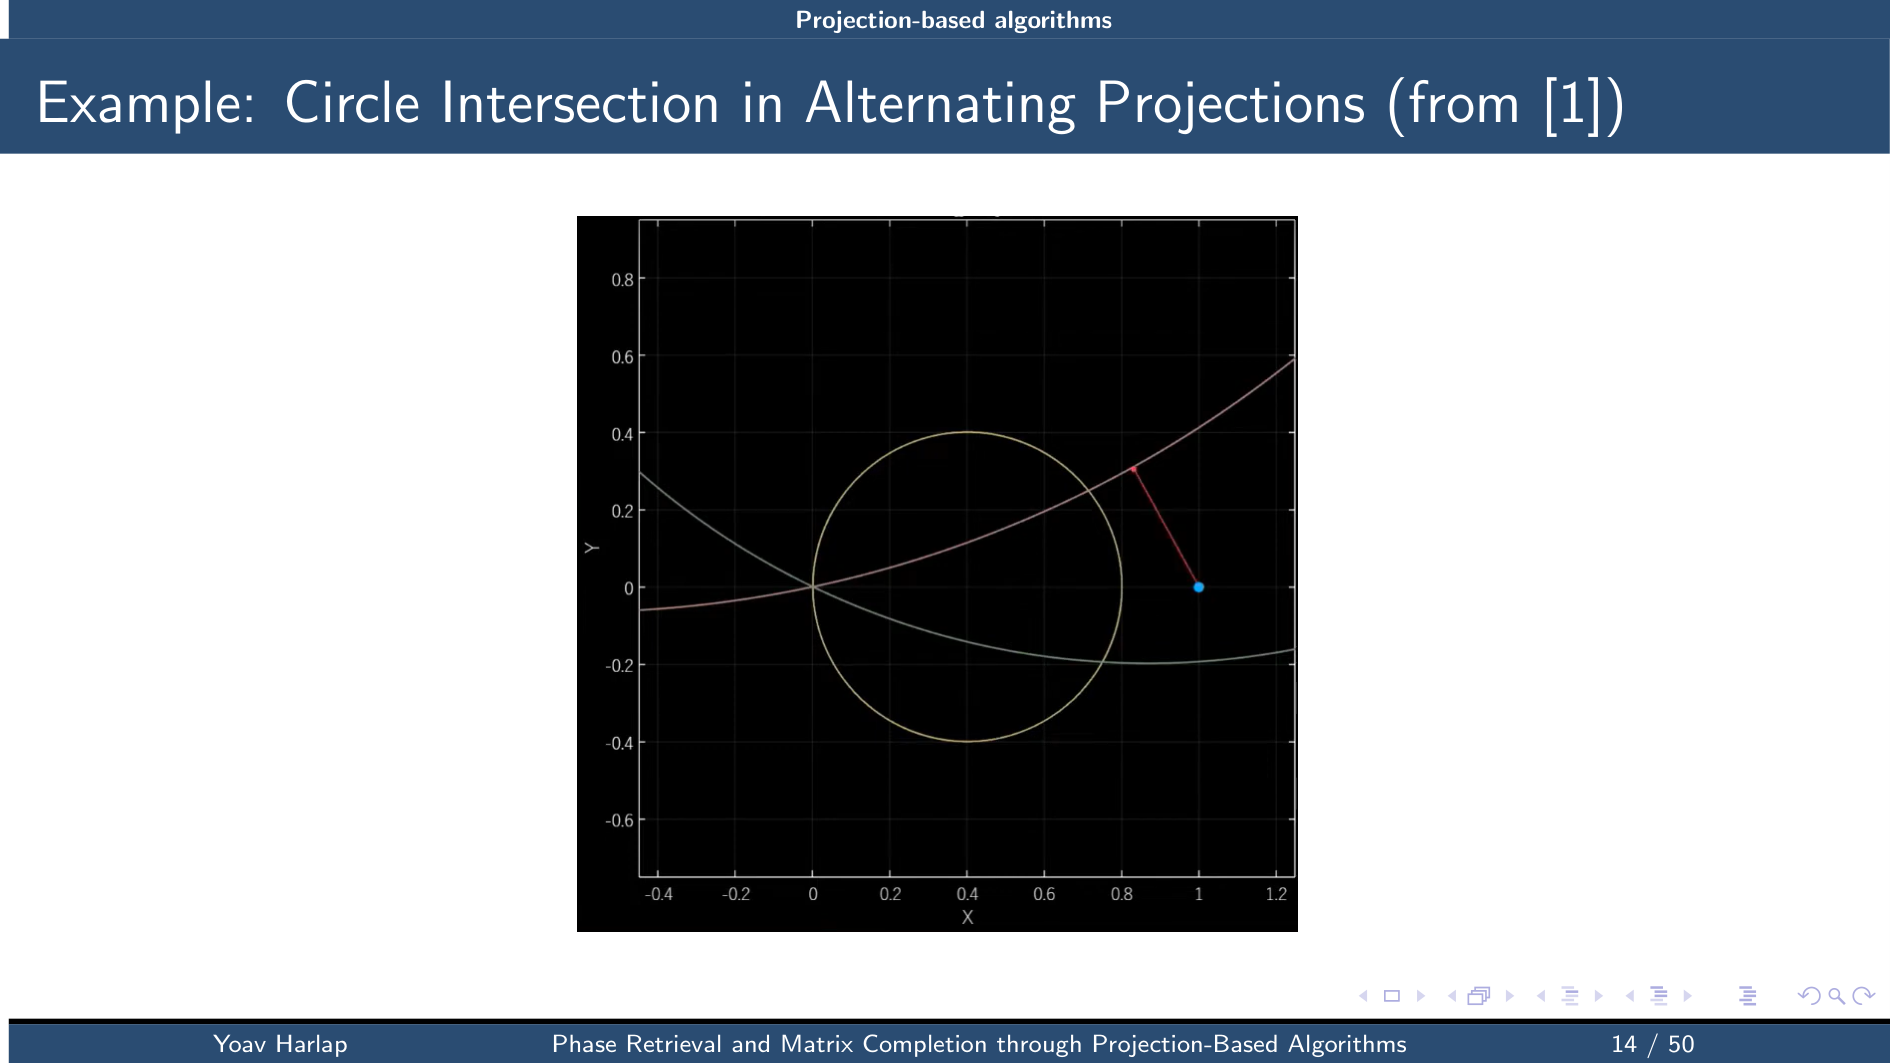 Projection-based algorithms
Example: Circle Intersection in Alternating Projections (from [1])
0.8
0.6
0.4
0.2
0
-0.2
-0.4
-0.6
Y
-0.4 -0.2 0 0.2 0.4 0.6 0.8 1 1.2
X
Yoav Harlap Phase Retrieval and Matrix Completion through Projection-Based Algorithms 14 / 50